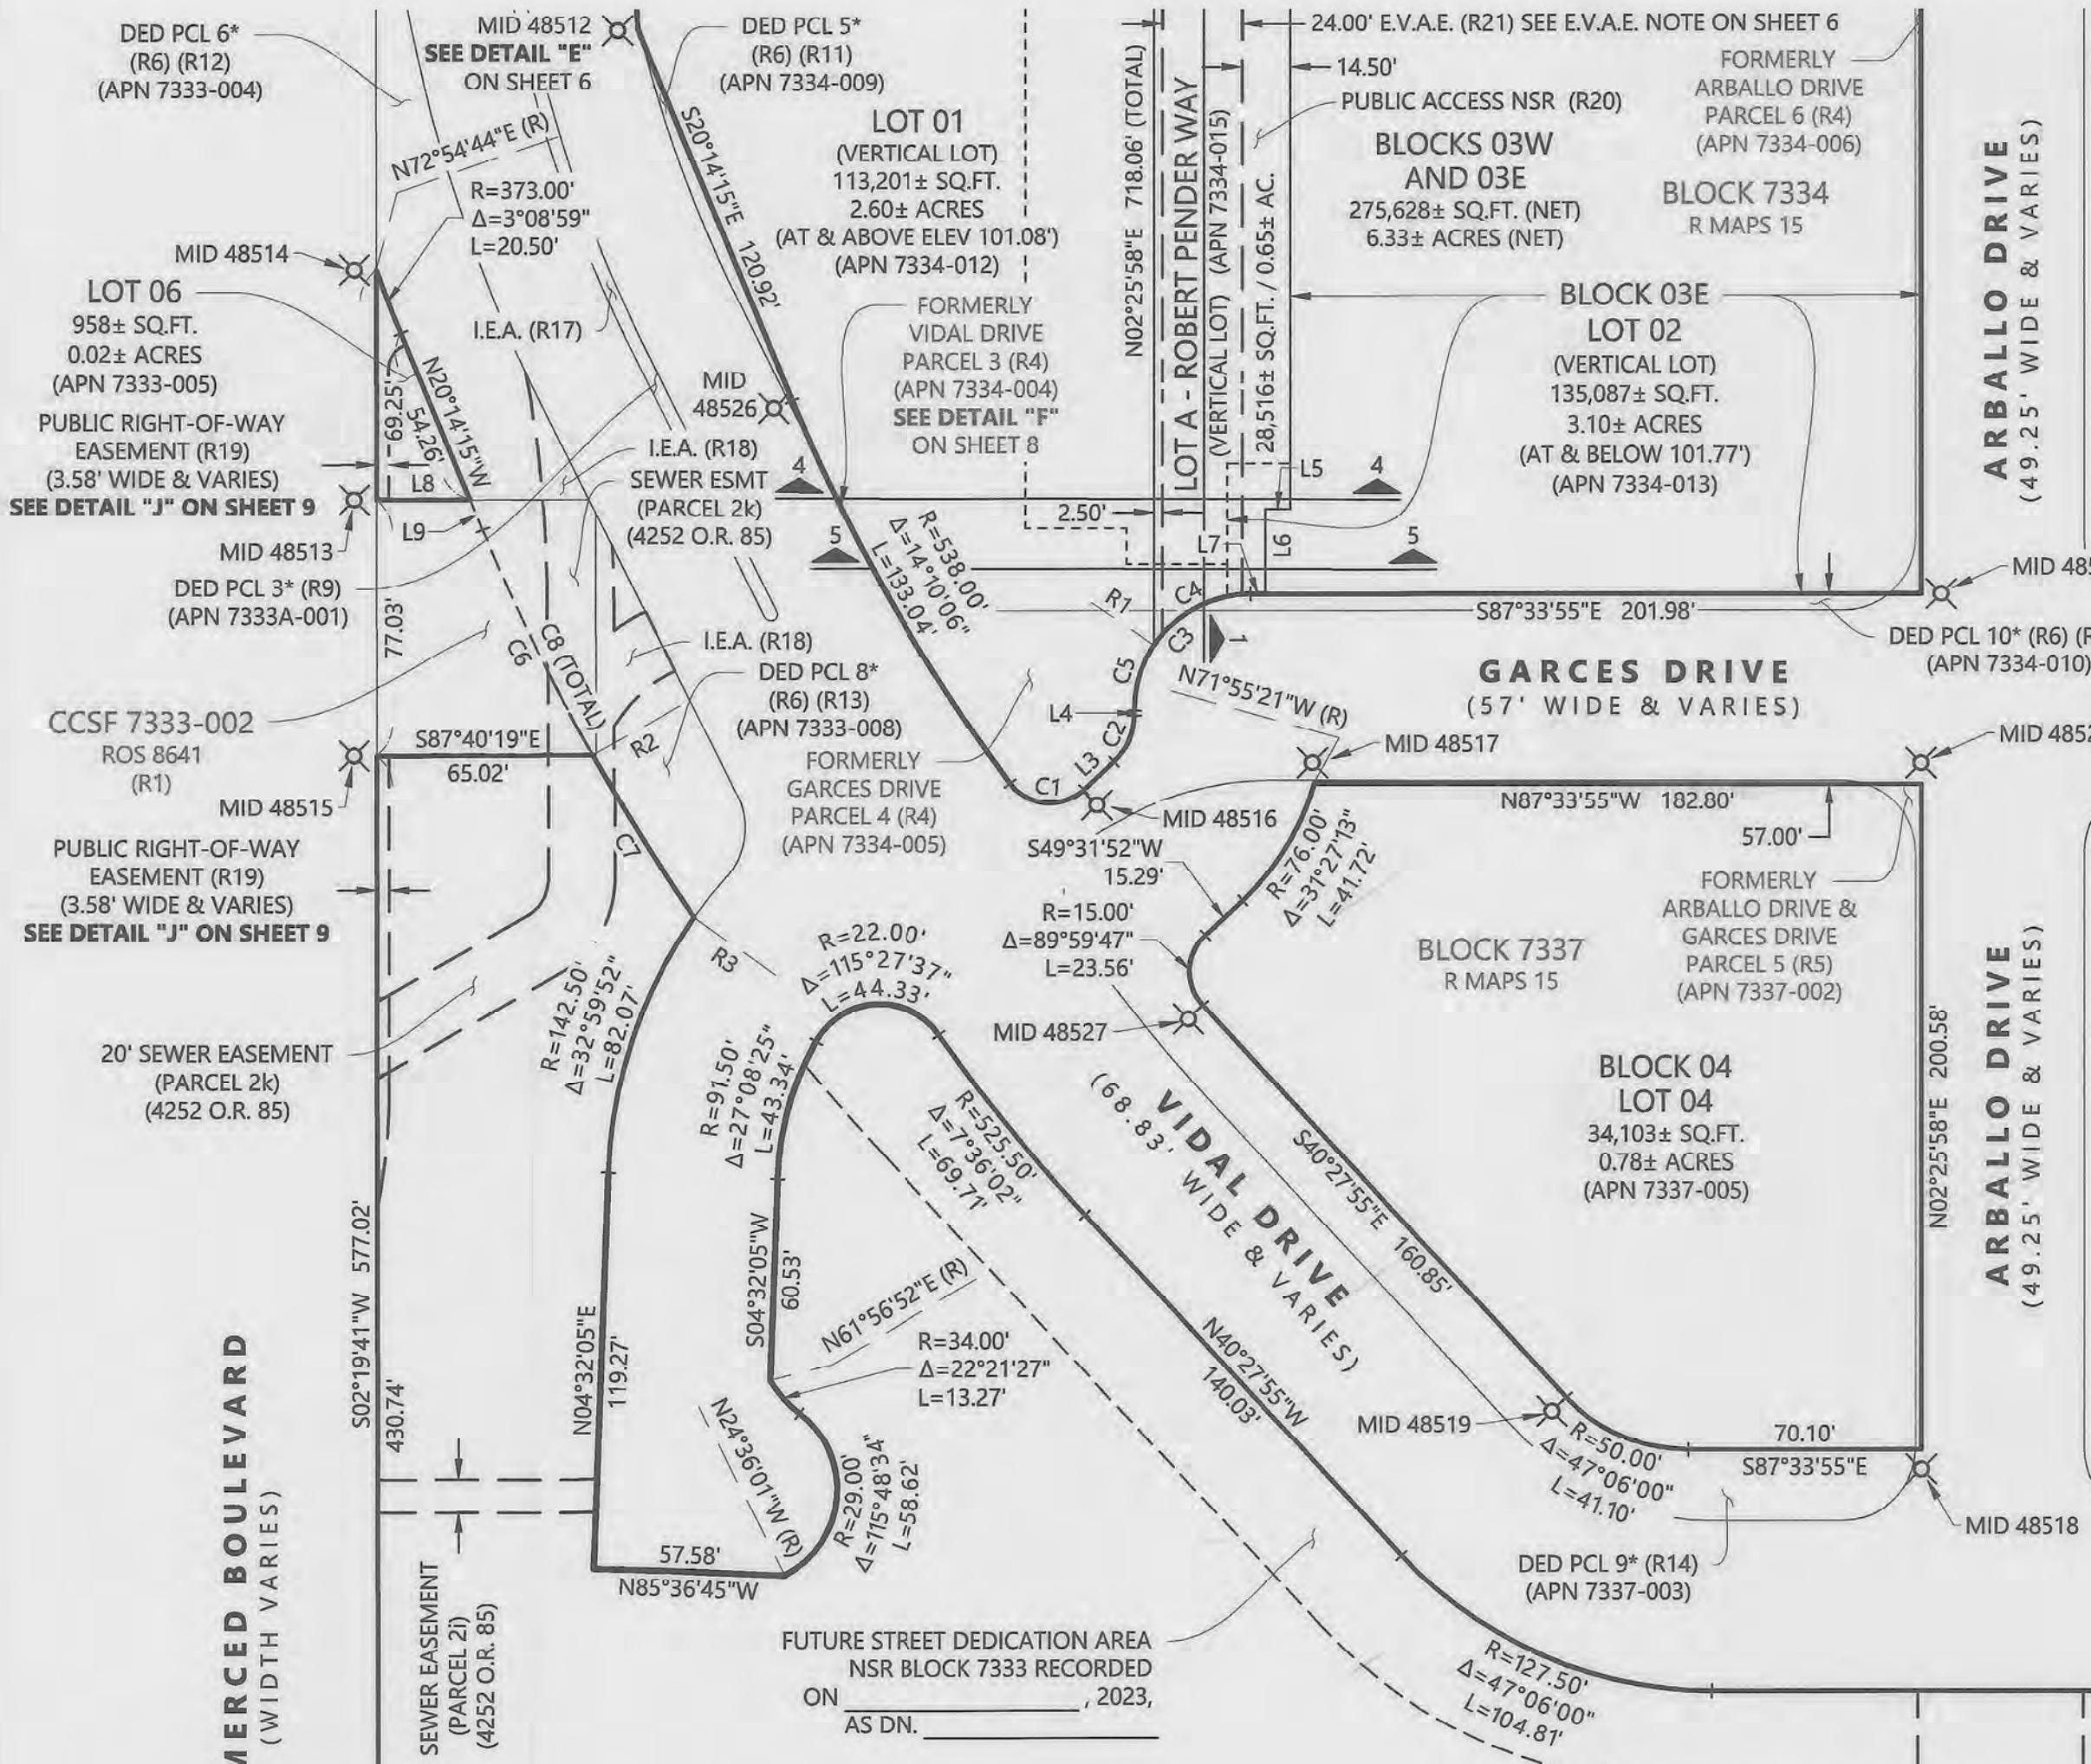 DED PCL 6*
(R6) (R12)
(APN 7333-004)
MID 48512
SEE DETAIL "E"
ON SHEET 6
DED PCL 5*
(R6) (R11)
(APN 7334-009)
24.00' E.V.A.E. (R21) SEE E.V.A.E. NOTE ON SHEET 6
14.50'
PUBLIC ACCESS NSR (R20)
FORMERLY
ARBALLO DRIVE
PARCEL 6 (R4)
(APN 7334-006)
LOT 01
(VERTICAL LOT)
113,201± SQ.FT.
2.60± ACRES
(AT & ABOVE ELEV 101.08')
(APN 7334-012)
BLOCKS 03W
AND 03E
275,628± SQ.FT. (NET)
6.33± ACRES (NET)
BLOCK 7334
R MAPS 15
N72°54'44"E (R)
R=373.00'
Δ=3°08'59"
L=20.50'
S20°14'15"E 120.92'
N02°25'58"E 718.06' (TOTAL)
LOT A - ROBERT PENDER WAY
(VERTICAL LOT) (APN 7334-015)
28,516± SQ.FT. / 0.65± AC.
ARBALLO DRIVE
(49.25' WIDE & VARIES)
MID 48514
LOT 06
958± SQ.FT.
0.02± ACRES
(APN 7333-005)
I.E.A. (R17)
FORMERLY
VIDAL DRIVE
PARCEL 3 (R4)
(APN 7334-004)
SEE DETAIL "F"
ON SHEET 8
BLOCK 03E
LOT 02
(VERTICAL LOT)
135,087± SQ.FT.
3.10± ACRES
(AT & BELOW 101.77')
(APN 7334-013)
PUBLIC RIGHT-OF-WAY
EASEMENT (R19)
(3.58' WIDE & VARIES)
SEE DETAIL "J" ON SHEET 9
69.25'
N20°14'15"W
54.26'
L8
L9
MID
48526
I.E.A. (R18)
SEWER ESMT
(PARCEL 2k)
(4252 O.R. 85)
4
4
5
5
L5
2.50'
L7
L6
MID 48513
DED PCL 3* (R9)
(APN 7333A-001)
77.03'
C6
C8 (TOTAL)
I.E.A. (R18)
R=538.00'
Δ=14°10'06"
L=133.04'
R1
C4
C3
C5
1
S87°33'55"E 201.98'
MID 485
DED PCL 10* (R6) (R
(APN 7334-010)
GARCES DRIVE
(57' WIDE & VARIES)
CCSF 7333-002
ROS 8641
(R1)
S87°40'19"E
65.02'
R2
DED PCL 8*
(R6) (R13)
(APN 7333-008)
L4
C2
L3
C1
N71°55'21"W (R)
MID 48517
MID 4852
MID 48515
FORMERLY
GARCES DRIVE
PARCEL 4 (R4)
(APN 7334-005)
MID 48516
N87°33'55"W 182.80'
57.00'
C7
PUBLIC RIGHT-OF-WAY
EASEMENT (R19)
(3.58' WIDE & VARIES)
SEE DETAIL "J" ON SHEET 9
S49°31'52"W
15.29'
R=76.00'
Δ=31°27'13"
L=41.72'
R=15.00'
Δ=89°59'47"
L=23.56'
FORMERLY
ARBALLO DRIVE &
GARCES DRIVE
PARCEL 5 (R5)
(APN 7337-002)
BLOCK 7337
R MAPS 15
R3
R=22.00'
Δ=115°27'37"
L=44.33'
R=142.50'
Δ=32°59'52"
L=82.07'
20' SEWER EASEMENT
(PARCEL 2k)
(4252 O.R. 85)
R=91.50'
Δ=27°08'25"
L=43.34'
MID 48527
R=525.50'
Δ=7°36'02"
L=69.71'
VIDAL DRIVE
(68.83' WIDE & VARIES)
BLOCK 04
LOT 04
34,103± SQ.FT.
0.78± ACRES
(APN 7337-005)
N02°25'58"E 200.58'
ARBALLO DRIVE
(49.25' WIDE & VARIES)
S40°27'55"E 160.85'
S02°19'41"W 577.02'
430.74'
N04°32'05"E
119.27'
S04°32'05"W
60.53'
N61°56'52"E (R)
R=34.00'
Δ=22°21'27"
L=13.27'
N40°27'55"W
140.03'
MID 48519
R=50.00'
Δ=47°06'00"
L=41.10'
70.10'
S87°33'55"E
MID 48518
N24°36'01"W (R)
R=29.00'
Δ=115°48'34"
L=58.62'
57.58'
N85°36'45"W
DED PCL 9* (R14)
(APN 7337-003)
MERCED BOULEVARD
(WIDTH VARIES)
SEWER EASEMENT
(PARCEL 2i)
(4252 O.R. 85)
FUTURE STREET DEDICATION AREA
NSR BLOCK 7333 RECORDED
ON ____________, 2023,
AS DN. ____________
R=127.50'
Δ=47°06'00"
L=104.81'